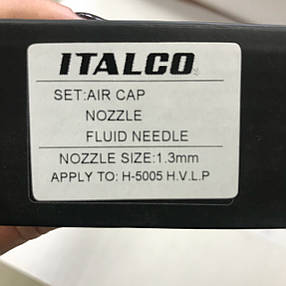 ITALCO
SET:AIR CAP
NOZZLE
FLUID NEEDLE
NOZZLE SIZE:1.3mm
APPLY TO: H-5005 H.V.L.P